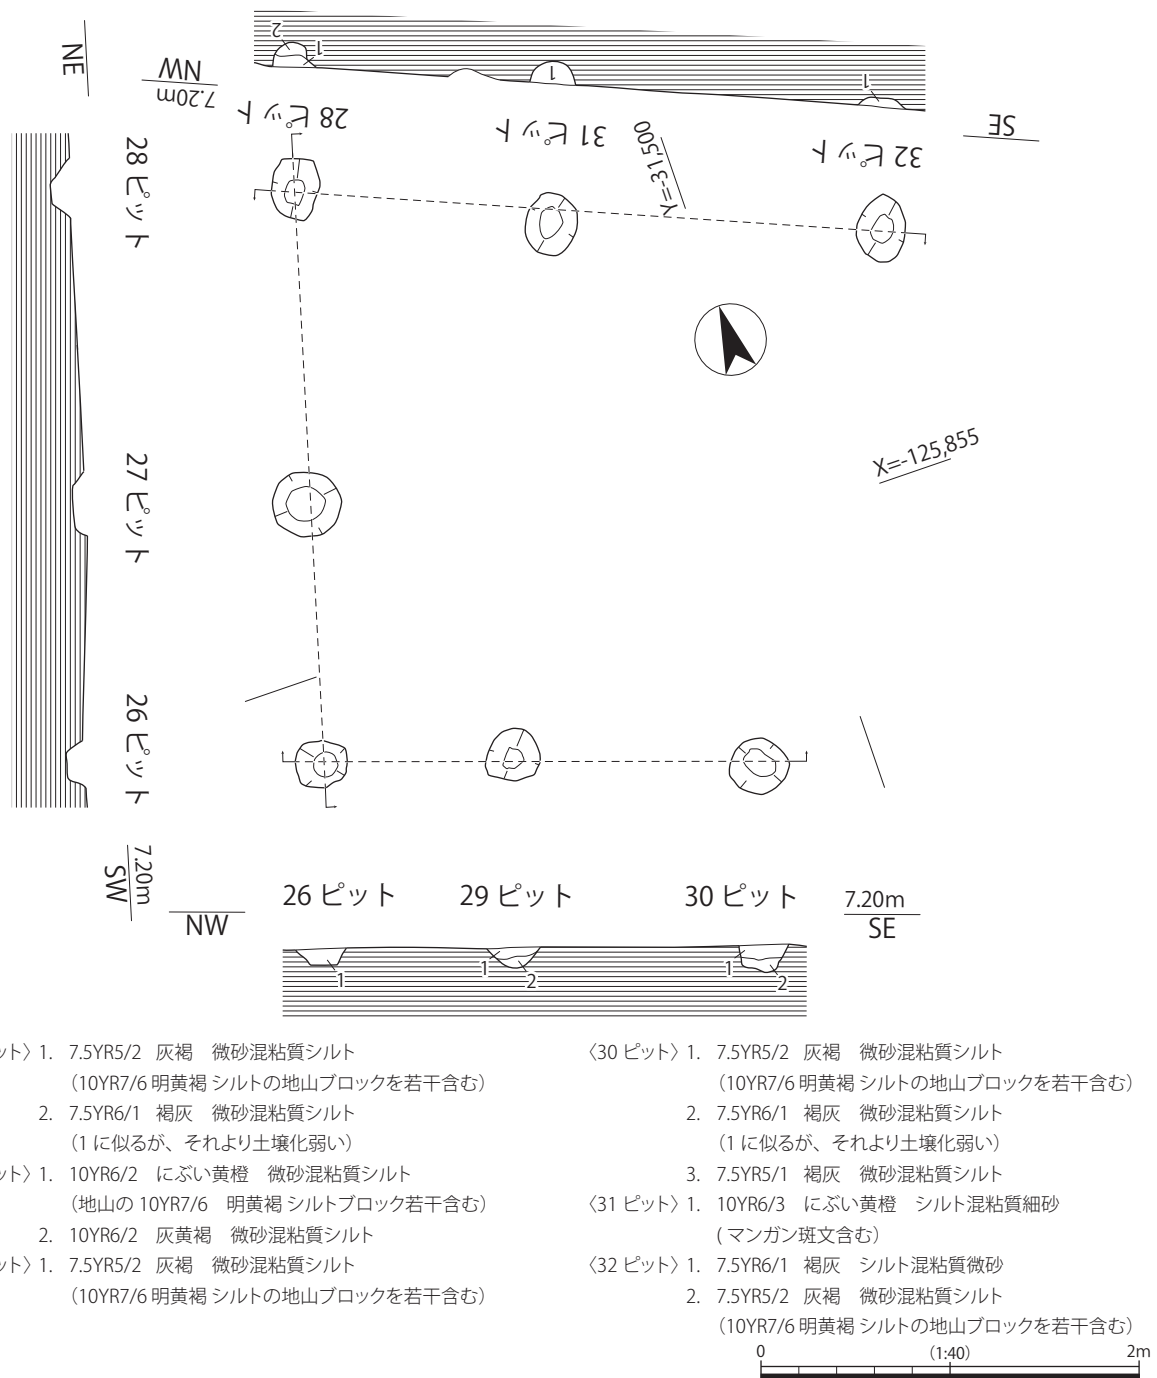 2
1
1
1
NE
NW
7.20m
28 ピット
31 ピット
Y=-31,500
32 ピット
SE
28 ピット
X=-125,855
27 ピット
26 ピット
7.20m
SW
NW
26 ピット
29 ピット
30 ピット
7.20m
SE
1
1
2
1
2
ット〉 1. 7.5YR5/2 灰褐 微砂混粘質シルト
(10YR7/6 明黄褐 シルトの地山ブロックを若干含む)
2. 7.5YR6/1 褐灰 微砂混粘質シルト
(1 に似るが、それより土壌化弱い)
ット〉 1. 10YR6/2 にぶい黄橙 微砂混粘質シルト
(地山の 10YR7/6 明黄褐 シルトブロック若干含む)
2. 10YR6/2 灰黄褐 微砂混粘質シルト
ット〉 1. 7.5YR5/2 灰褐 微砂混粘質シルト
(10YR7/6 明黄褐 シルトの地山ブロックを若干含む)
〈30 ピット〉 1. 7.5YR5/2 灰褐 微砂混粘質シルト
(10YR7/6 明黄褐 シルトの地山ブロックを若干含む)
2. 7.5YR6/1 褐灰 微砂混粘質シルト
(1 に似るが、それより土壌化弱い)
3. 7.5YR5/1 褐灰 微砂混粘質シルト
〈31 ピット〉 1. 10YR6/3 にぶい黄橙 シルト混粘質細砂
(マンガン斑文含む)
〈32 ピット〉 1. 7.5YR6/1 褐灰 シルト混粘質微砂
2. 7.5YR5/2 灰褐 微砂混粘質シルト
(10YR7/6 明黄褐 シルトの地山ブロックを若干含む)
0 (1:40) 2m